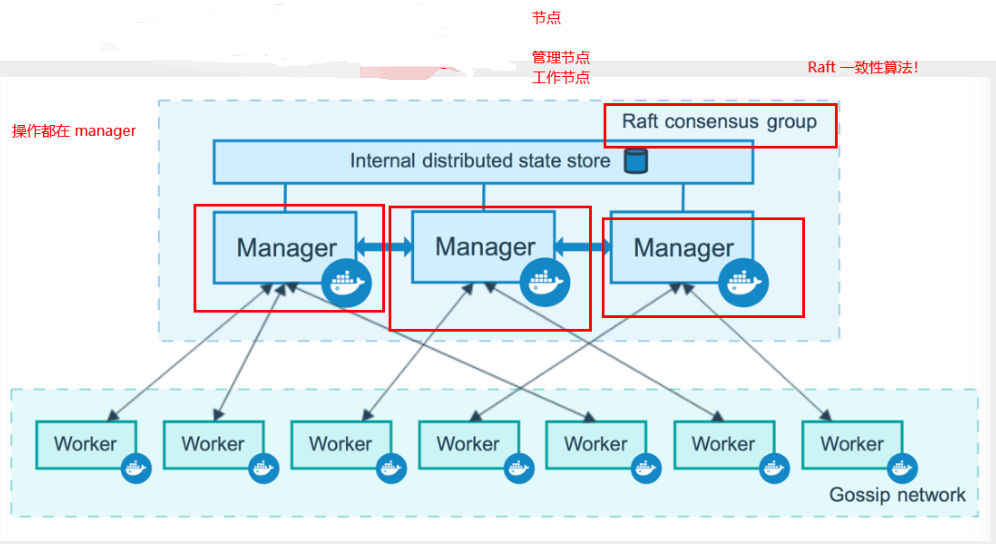 节点
管理节点
工作节点
Raft 一致性算法！
操作都在 manager
Raft consensus group
Internal distributed state store
Manager
Manager
Manager
Worker
Worker
Worker
Worker
Worker
Worker
Worker
Gossip network